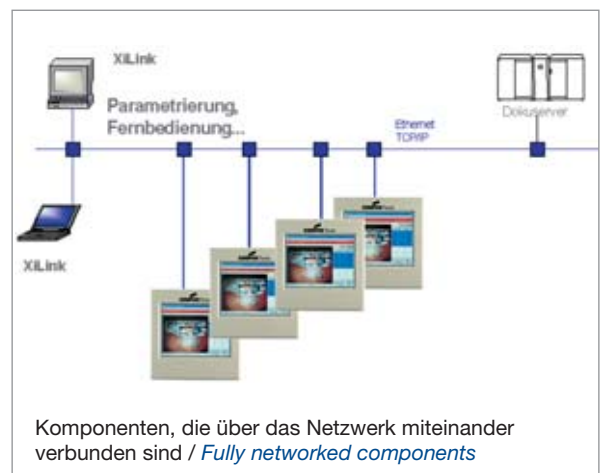 XiLink
Parametrierung,
Fernbedienung...
Dokuserver
Ethernet
TCP/IP
XiLink
Komponenten, die über das Netzwerk miteinander
verbunden sind / Fully networked components